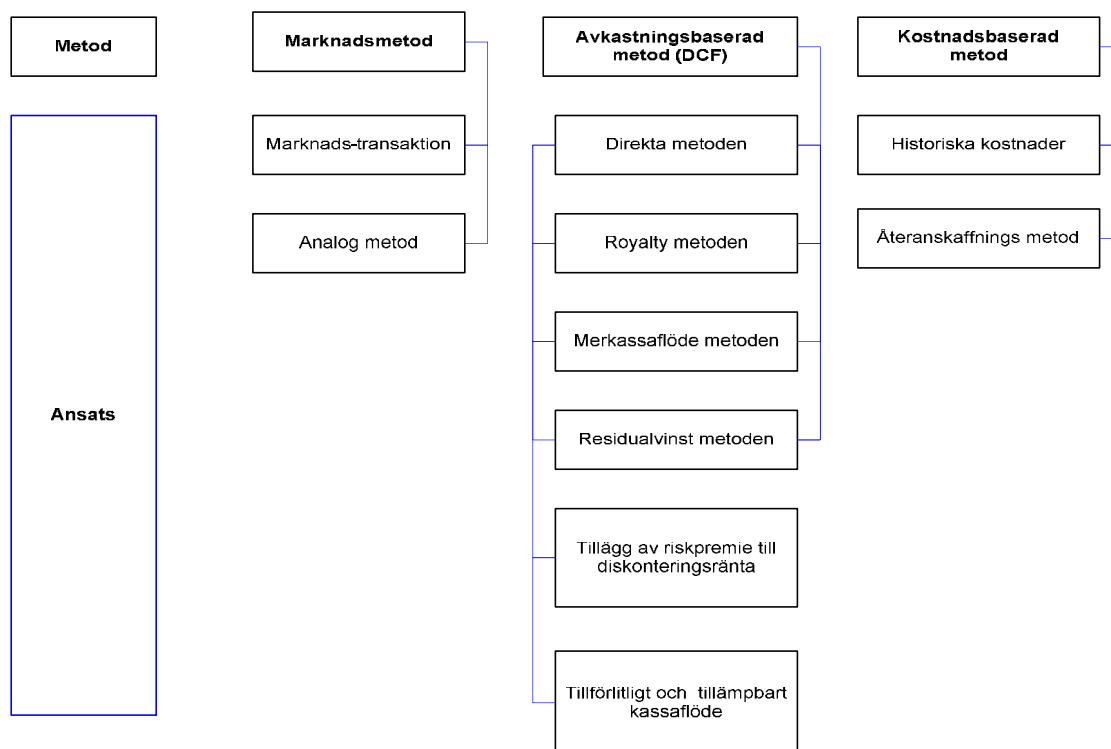 Metod
Marknadsmetod
Avkastningsbaserad
metod (DCF)
Kostnadsbaserad
metod
Ansats
Marknads-transaktion
Analog metod
Direkta metoden
Royalty metoden
Merkassaflöde metoden
Residualvinst metoden
Tillägg av riskpremie till
diskonteringsränta
Tillförlitligt och tillämpbart
kassaflöde
Historiska kostnader
Återanskaffnings metod